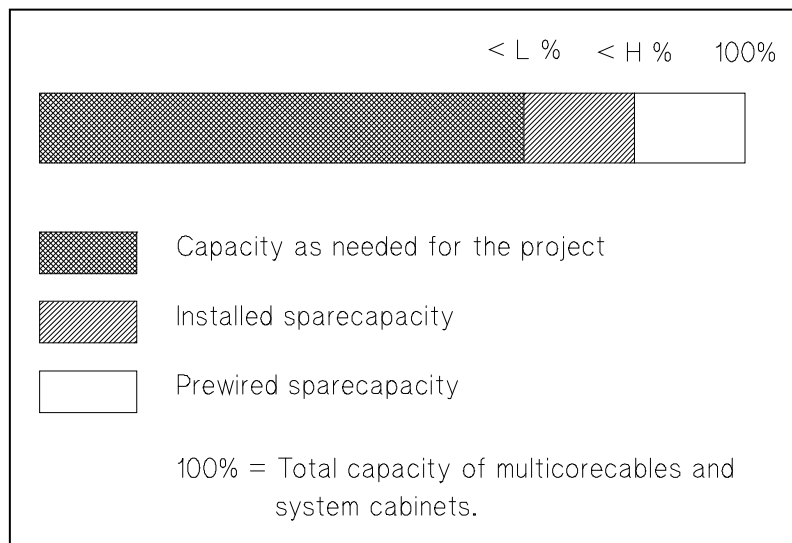 < L % < H % 100%
Capacity as needed for the project
Installed sparecapacity
Prewired sparecapacity
100% = Total capacity of multicorecables and
system cabinets.